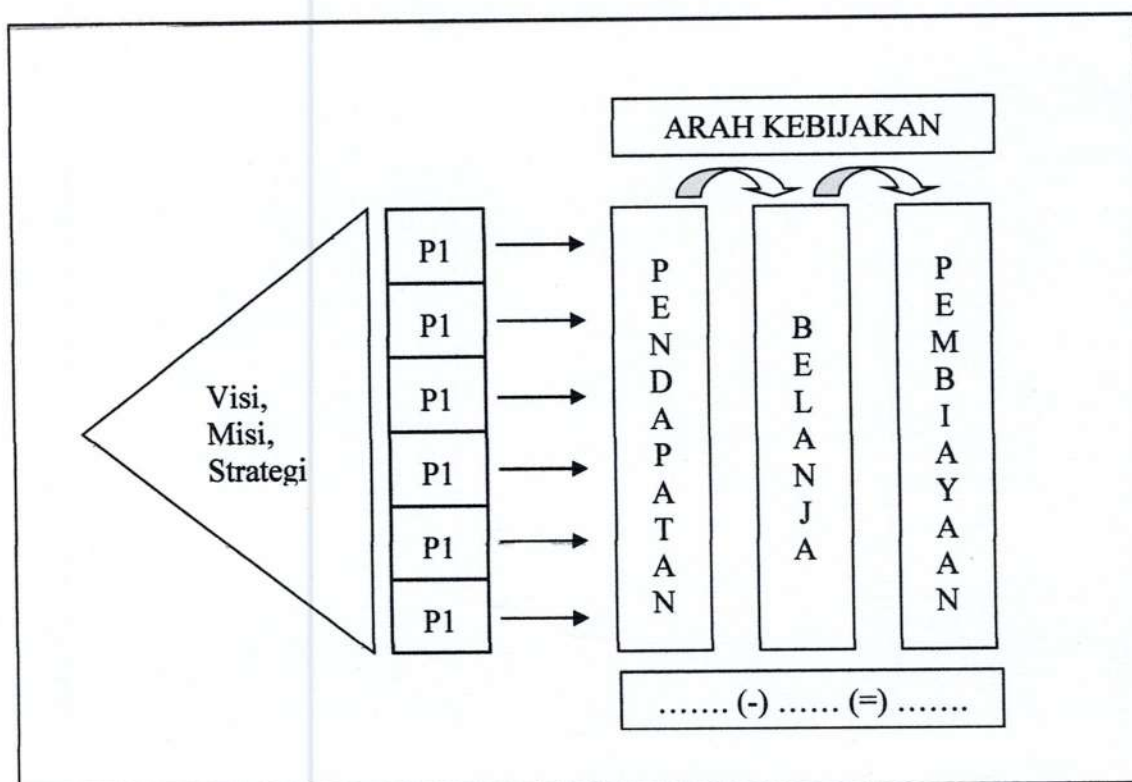 ARAH KEBIJAKAN
Visi,
Misi,
Strategi
P1
P1
P1
P1
P1
P1
PENDAPATAN
BELANJA
PEMBIAYAAN
....... (-) ...... (=) .......